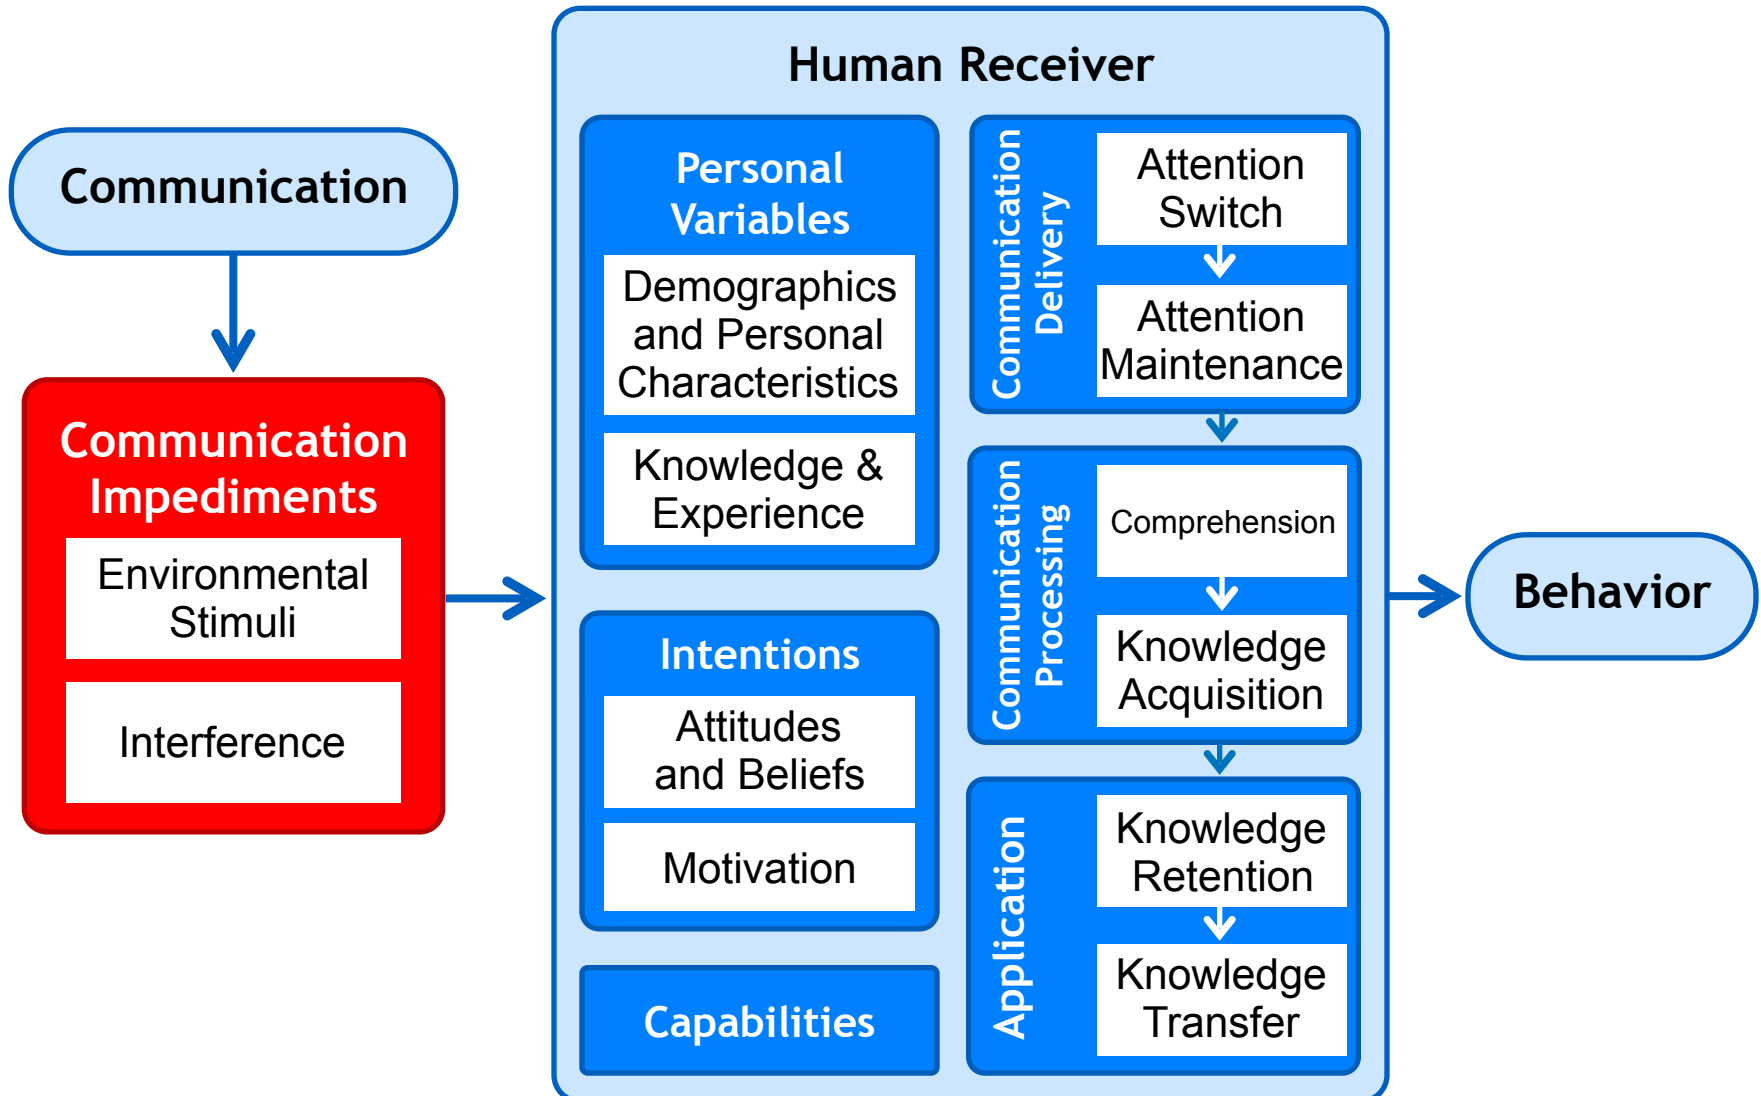 Communication
Communication
Impediments
Environmental
Stimuli
Interference
Human Receiver
Personal
Variables
Demographics
and Personal
Characteristics
Knowledge &
Experience
Intentions
Attitudes
and Beliefs
Motivation
Capabilities
Communication
Delivery
Attention
Switch
Attention
Maintenance
Communication
Processing
Comprehension
Knowledge
Acquisition
Application
Knowledge
Retention
Knowledge
Transfer
Behavior